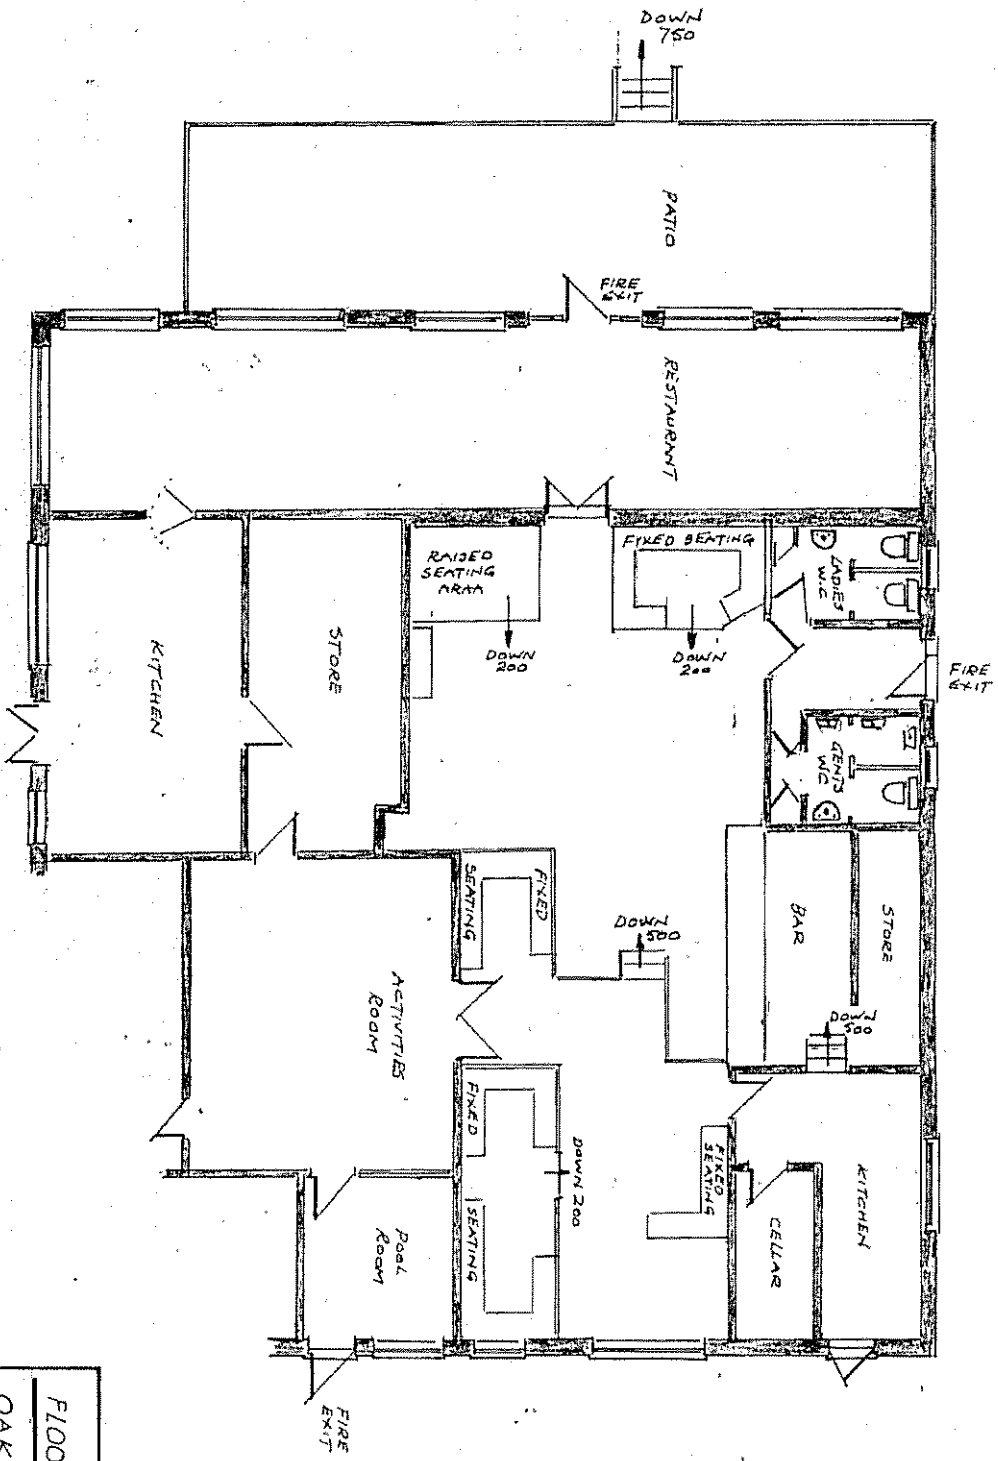 DOWN
750
PATIO
FIRE
EXIT
RESTAURANT
RAISED
SEATING
ARAA
FIXED SEATING
LADIES
W.C
DOWN
200
DOWN
200
FIRE
EXIT
KITCHEN
STORE
GENTS
WC
FIXED
SEATING
DOWN
500
BAR
STORE
DOWN
500
ACTIVITIES
ROOM
FIXED
SEATING
DOWN 200
FIXED
SEATING
KITCHEN
CELLAR
POOL
ROOM
FIRE
EXIT
FLOO
OAK